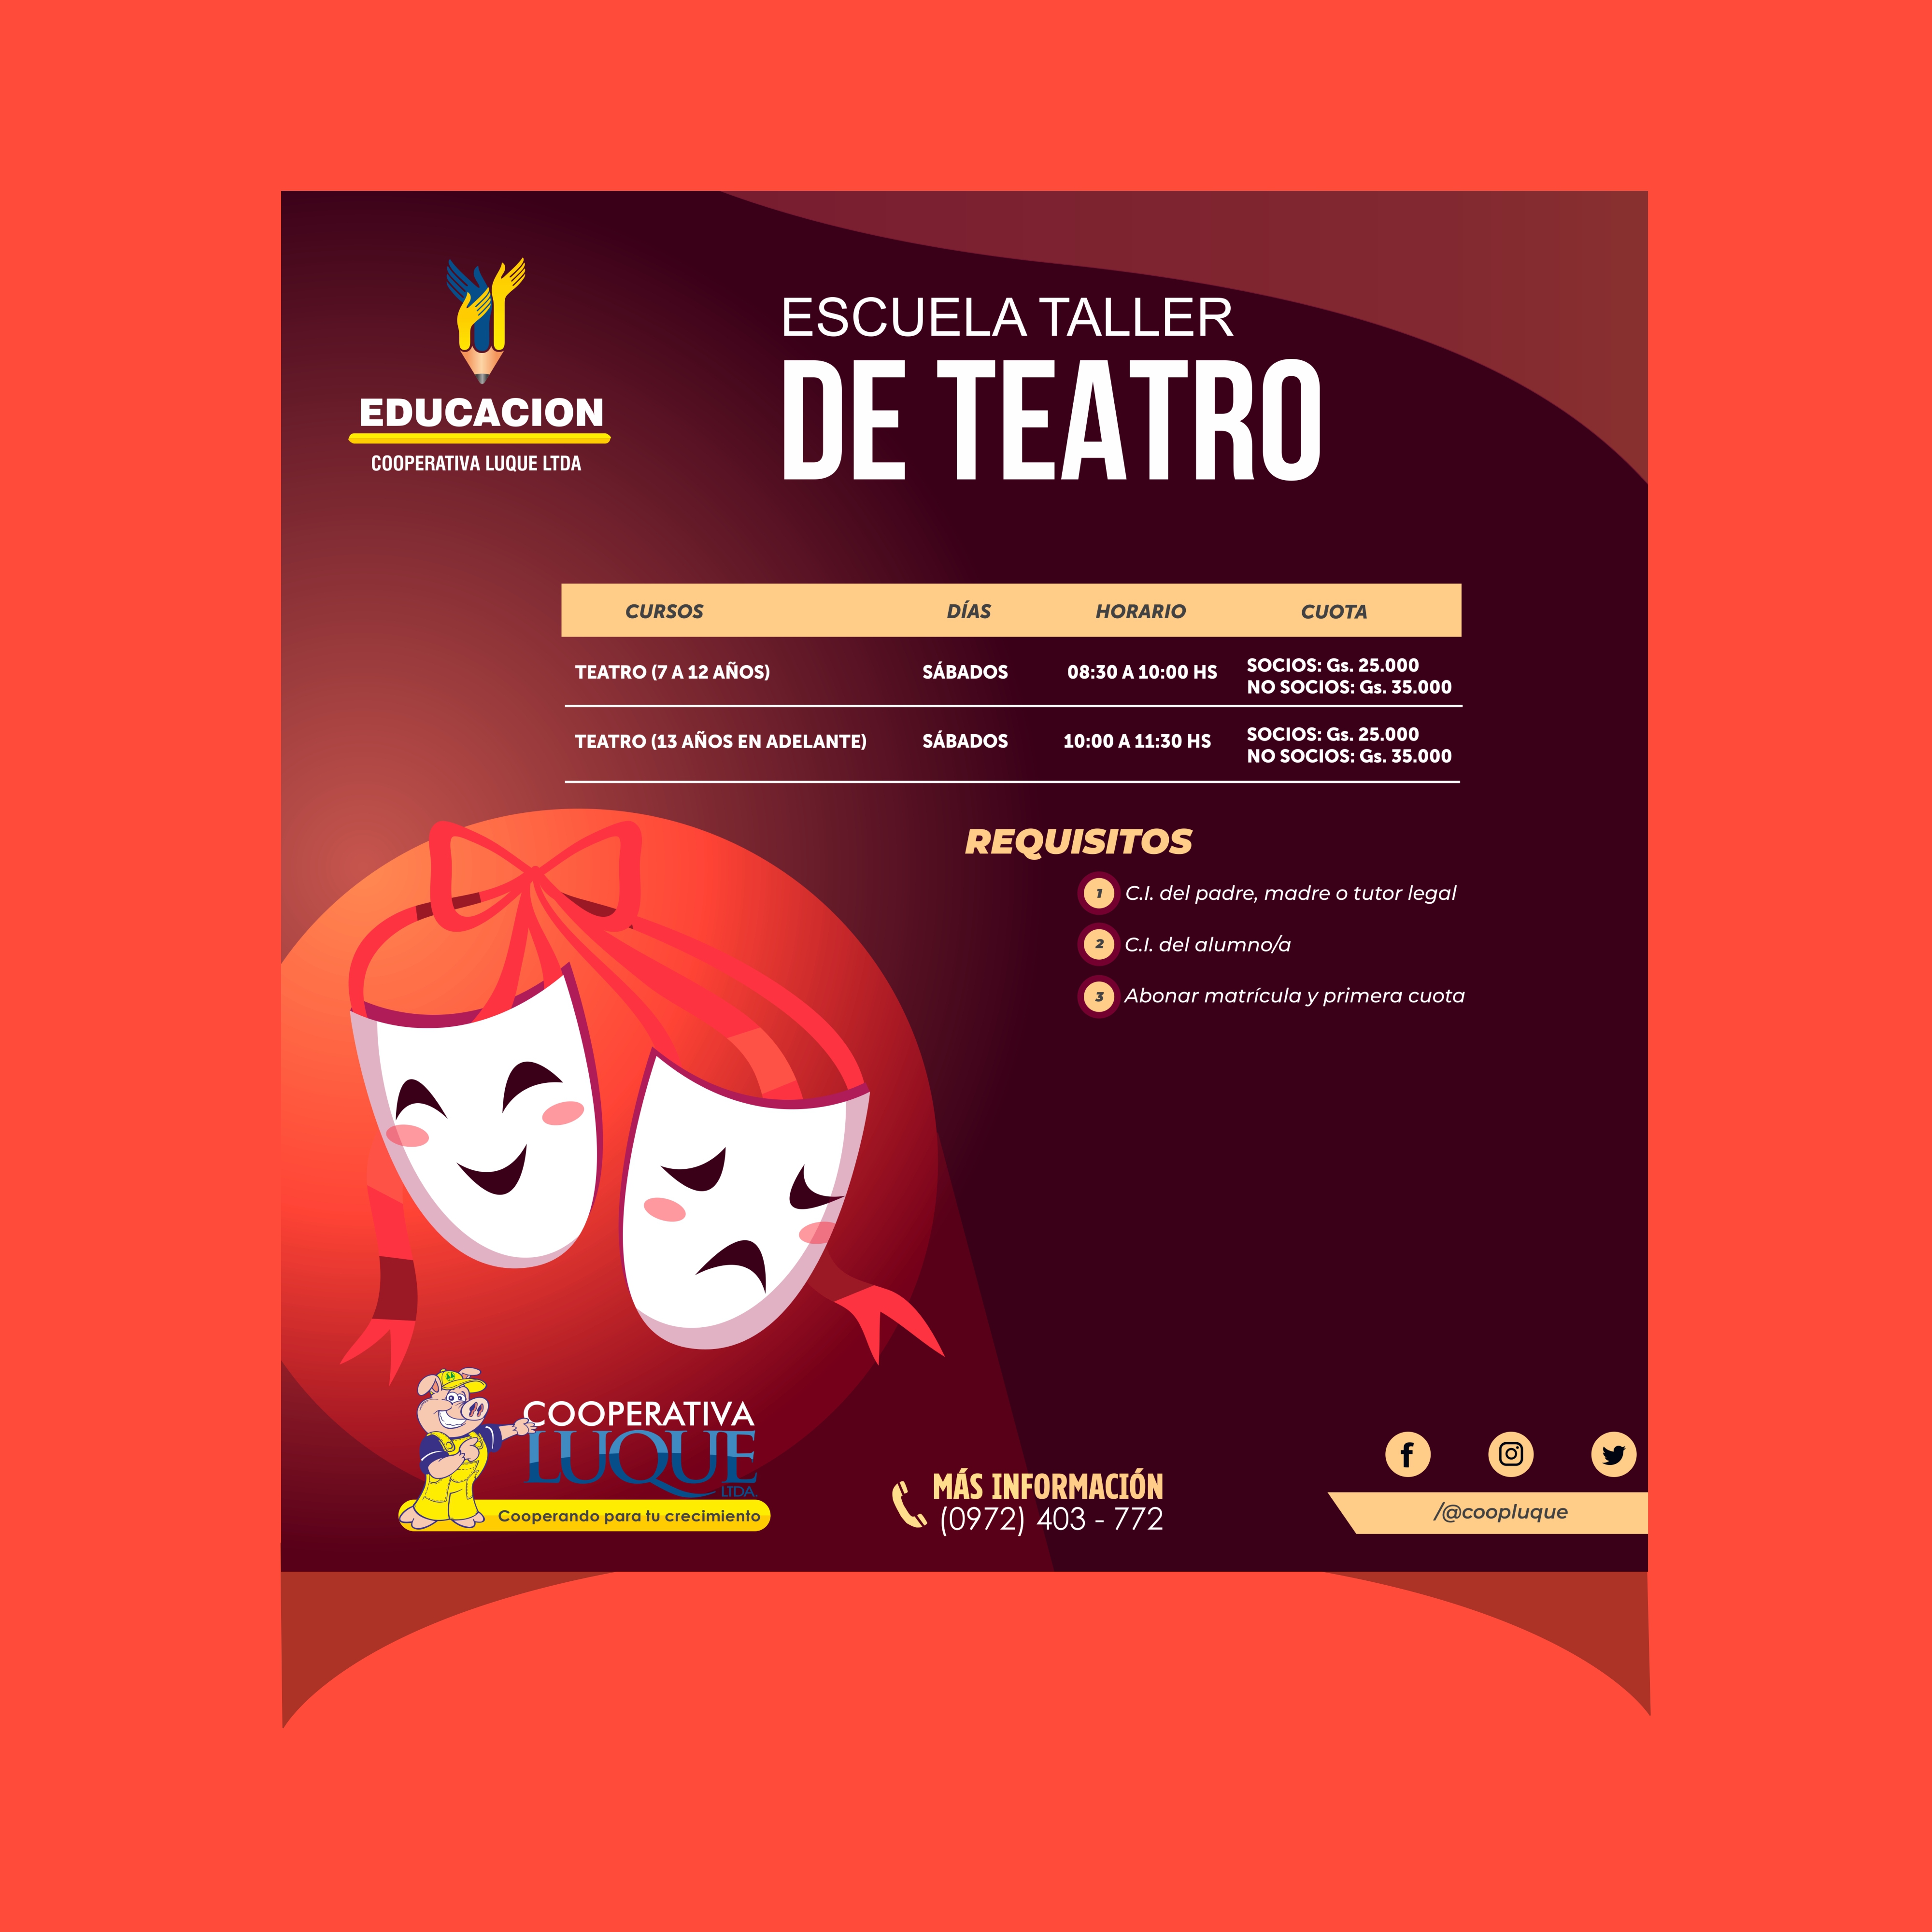 EDUCACION
COOPERATIVA LUQUE LTDA
ESCUELA TALLER
DE TEATRO
CURSOS DÍAS HORARIO CUOTA
TEATRO (7 A 12 AÑOS) SÁBADOS 08:30 A 10:00 HS SOCIOS: Gs. 25.000
NO SOCIOS: Gs. 35.000
TEATRO (13 AÑOS EN ADELANTE) SÁBADOS 10:00 A 11:30 HS SOCIOS: Gs. 25.000
NO SOCIOS: Gs. 35.000
REQUISITOS
1 C.I. del padre, madre o tutor legal
2 C.I. del alumno/a
3 Abonar matrícula y primera cuota
COOPERATIVA
LUQUE
LTDA.
Cooperando para tu crecimiento
MÁS INFORMACIÓN
(0972) 403 - 772
/@coopluque